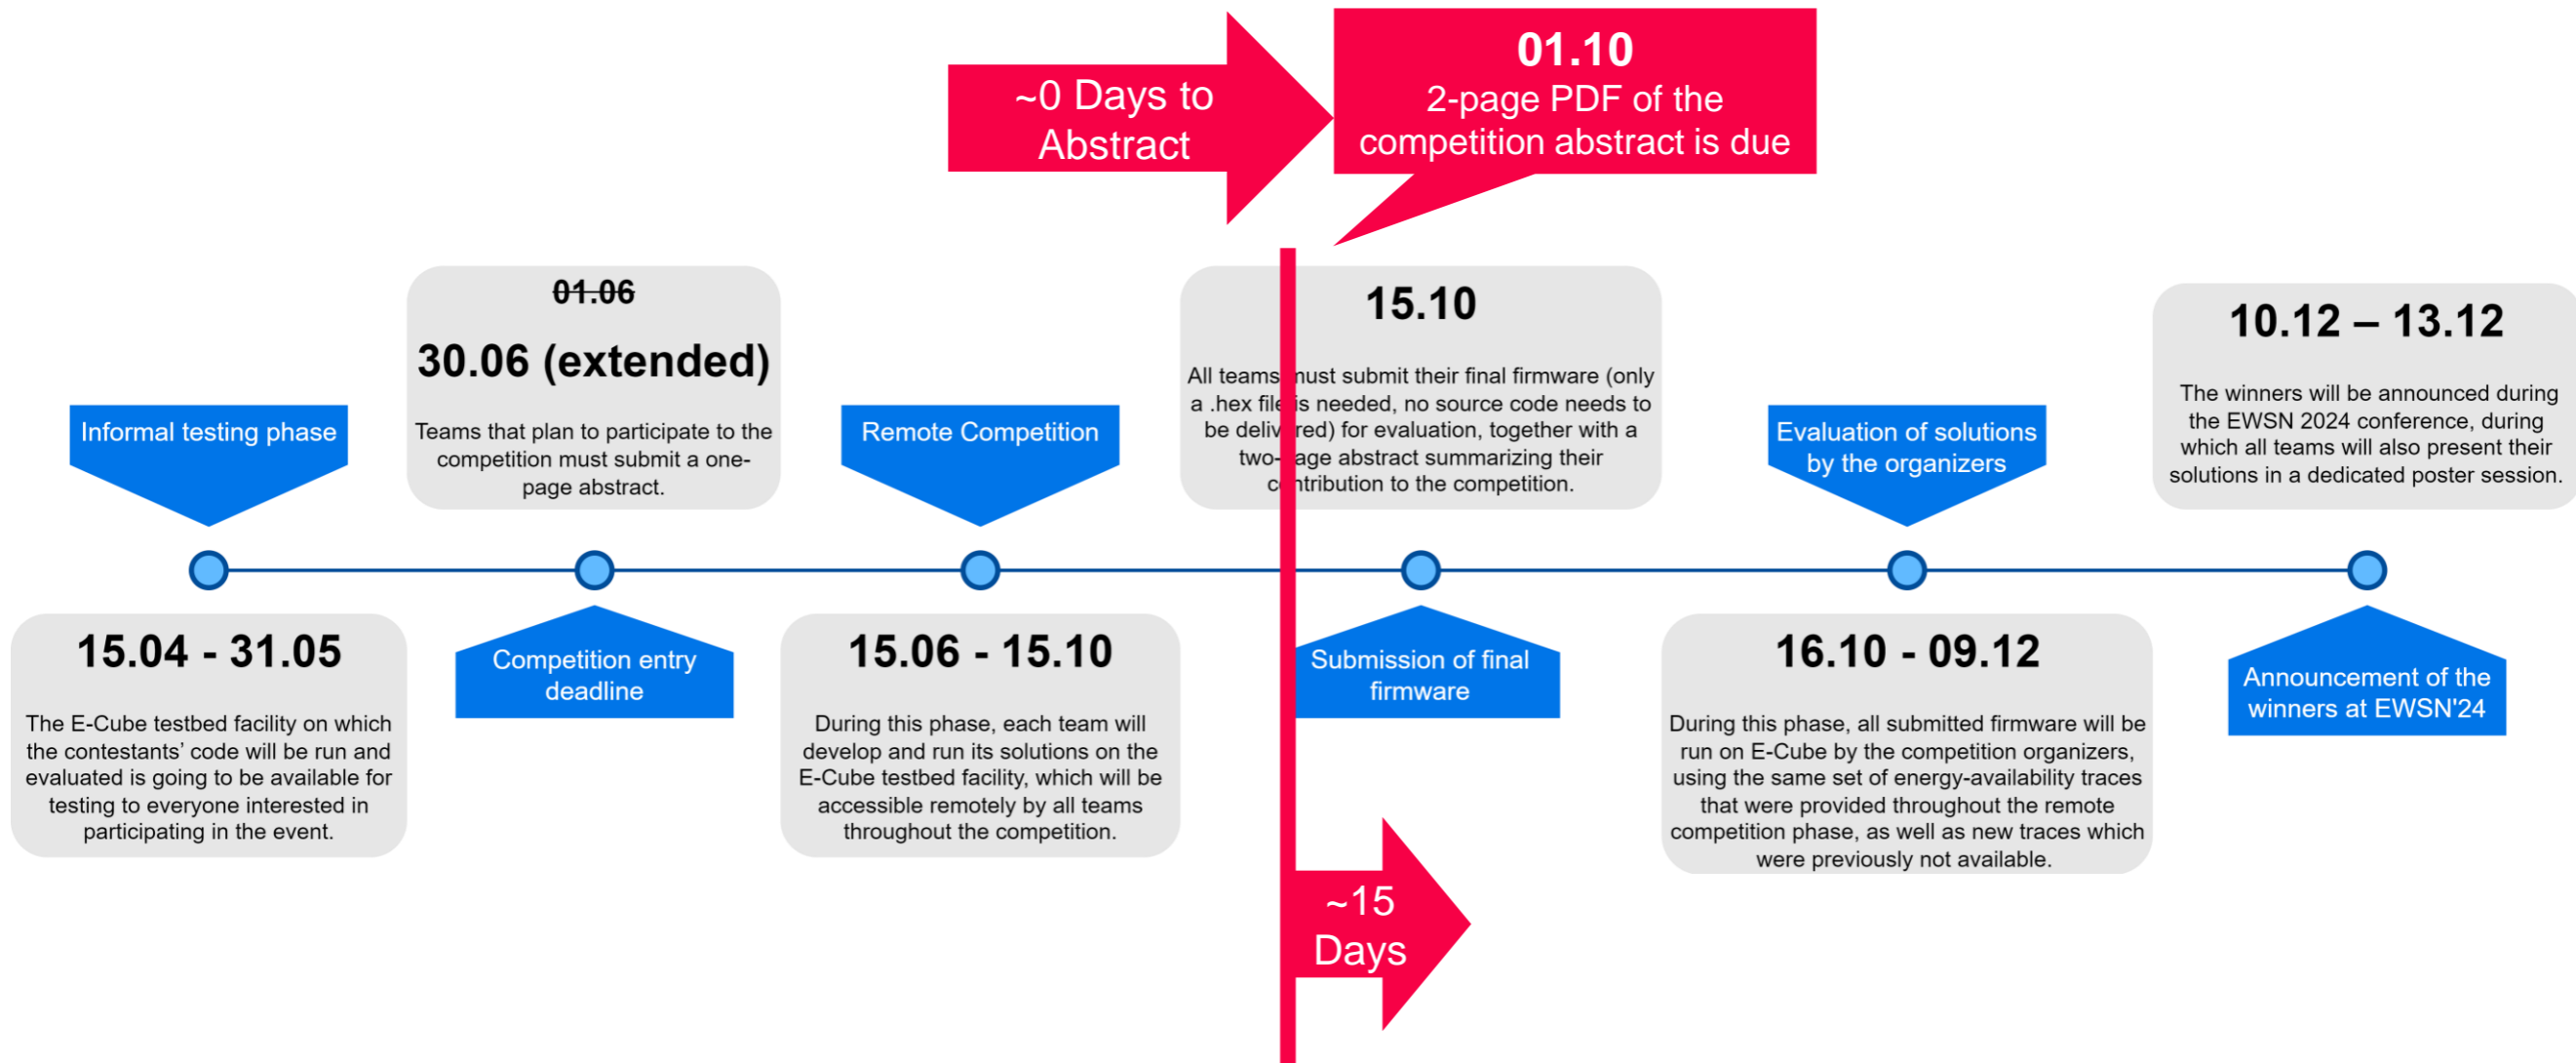 ~0 Days to
Abstract
01.10
2-page PDF of the
competition abstract is due
Informal testing phase
15.04 - 31.05
The E-Cube testbed facility on which
the contestants’ code will be run and
evaluated is going to be available for
testing to everyone interested in
participating in the event.
01.06
30.06 (extended)
Teams that plan to participate to the
competition must submit a one-
page abstract.
Competition entry
deadline
Remote Competition
15.06 - 15.10
During this phase, each team will
develop and run its solutions on the
E-Cube testbed facility, which will be
accessible remotely by all teams
throughout the competition.
15.10
All teams must submit their final firmware (only
a .hex file is needed, no source code needs to
be delivered) for evaluation, together with a
two-page abstract summarizing their
contribution to the competition.
Submission of final
firmware
~15
Days
Evaluation of solutions
by the organizers
16.10 - 09.12
During this phase, all submitted firmware will be
run on E-Cube by the competition organizers,
using the same set of energy-availability traces
that were provided throughout the remote
competition phase, as well as new traces which
were previously not available.
10.12 – 13.12
The winners will be announced during
the EWSN 2024 conference, during
which all teams will also present their
solutions in a dedicated poster session.
Announcement of the
winners at EWSN'24